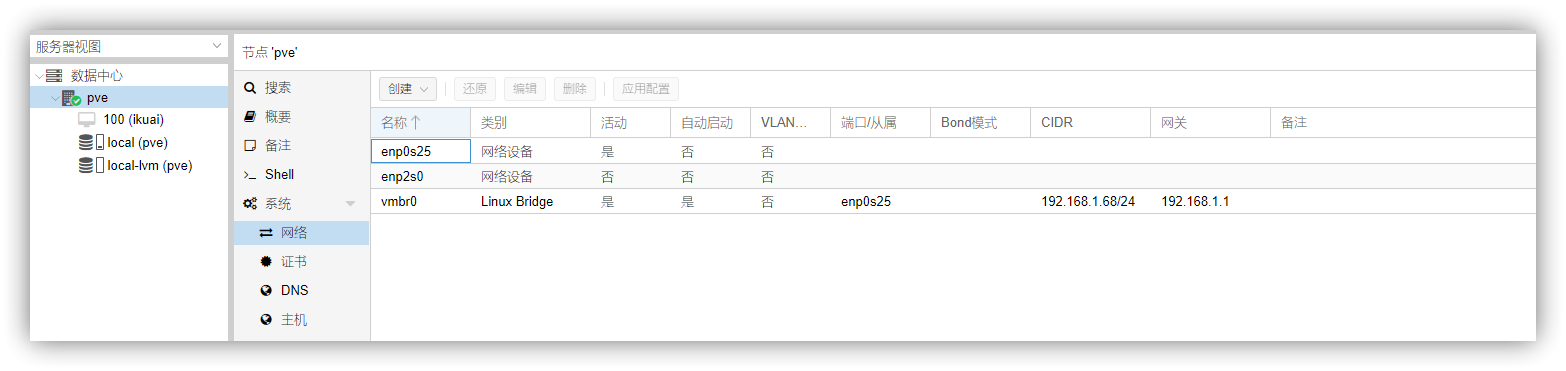 服务器视图
数据中心
pve
100 (ikuai)
local (pve)
local-lvm (pve)
节点 'pve'
搜索
概要
备注
Shell
系统
网络
证书
DNS
主机
创建 还原 编辑 删除 应用配置
名称 类别 活动 自动启动 VLAN... 端口/从属 Bond模式 CIDR 网关 备注
enp0s25 网络设备 是 否 否
enp2s0 网络设备 否 否 否
vmbr0 Linux Bridge 是 是 否 enp0s25 192.168.1.68/24 192.168.1.1